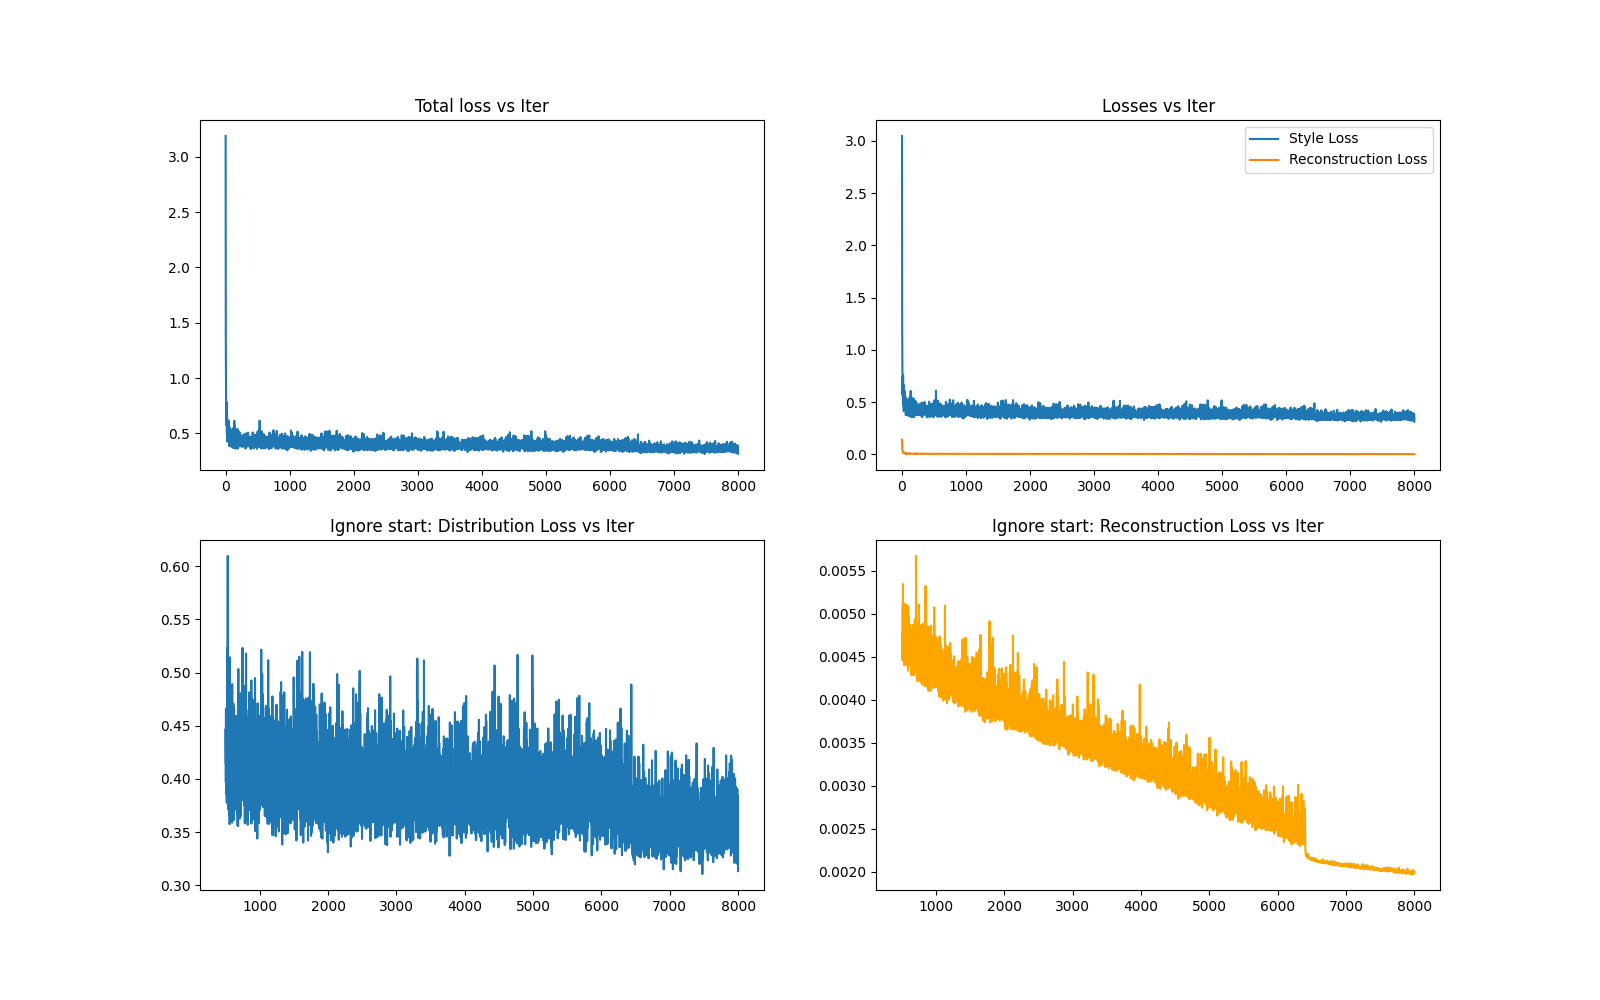 Total loss vs Iter
3.0
2.5
2.0
1.5
1.0
0.5
0 1000 2000 3000 4000 5000 6000 7000 8000
Losses vs Iter
Style Loss
Reconstruction Loss
3.0
2.5
2.0
1.5
1.0
0.5
0.0
0 1000 2000 3000 4000 5000 6000 7000 8000
Ignore start: Distribution Loss vs Iter
0.60
0.55
0.50
0.45
0.40
0.35
0.30
1000 2000 3000 4000 5000 6000 7000 8000
Ignore start: Reconstruction Loss vs Iter
0.0055
0.0050
0.0045
0.0040
0.0035
0.0030
0.0025
0.0020
1000 2000 3000 4000 5000 6000 7000 8000